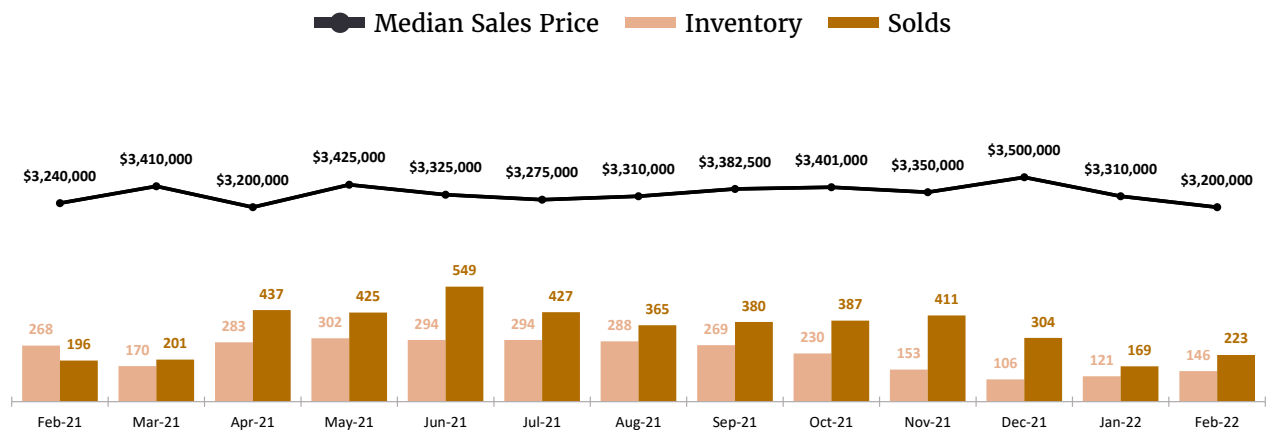 Median Sales Price Inventory Solds
$3,240,000 $3,410,000 $3,200,000 $3,425,000 $3,325,000 $3,275,000 $3,310,000 $3,382,500 $3,401,000 $3,350,000 $3,500,000 $3,310,000 $3,200,000
268 196 170 201 283 437 302 425 294 549 294 427 288 365 269 380 230 387 153 411 106 304 121 169 146 223
Feb-21 Mar-21 Apr-21 May-21 Jun-21 Jul-21 Aug-21 Sep-21 Oct-21 Nov-21 Dec-21 Jan-22 Feb-22